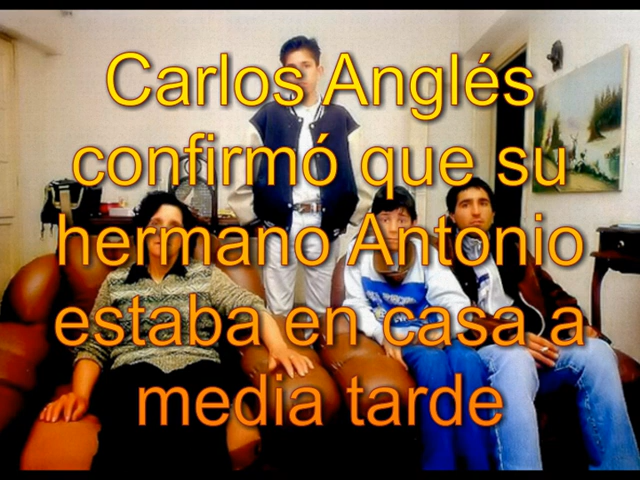 Carlos Anglés
confirmó que su
hermano Antonio
estaba en casa a
media tarde